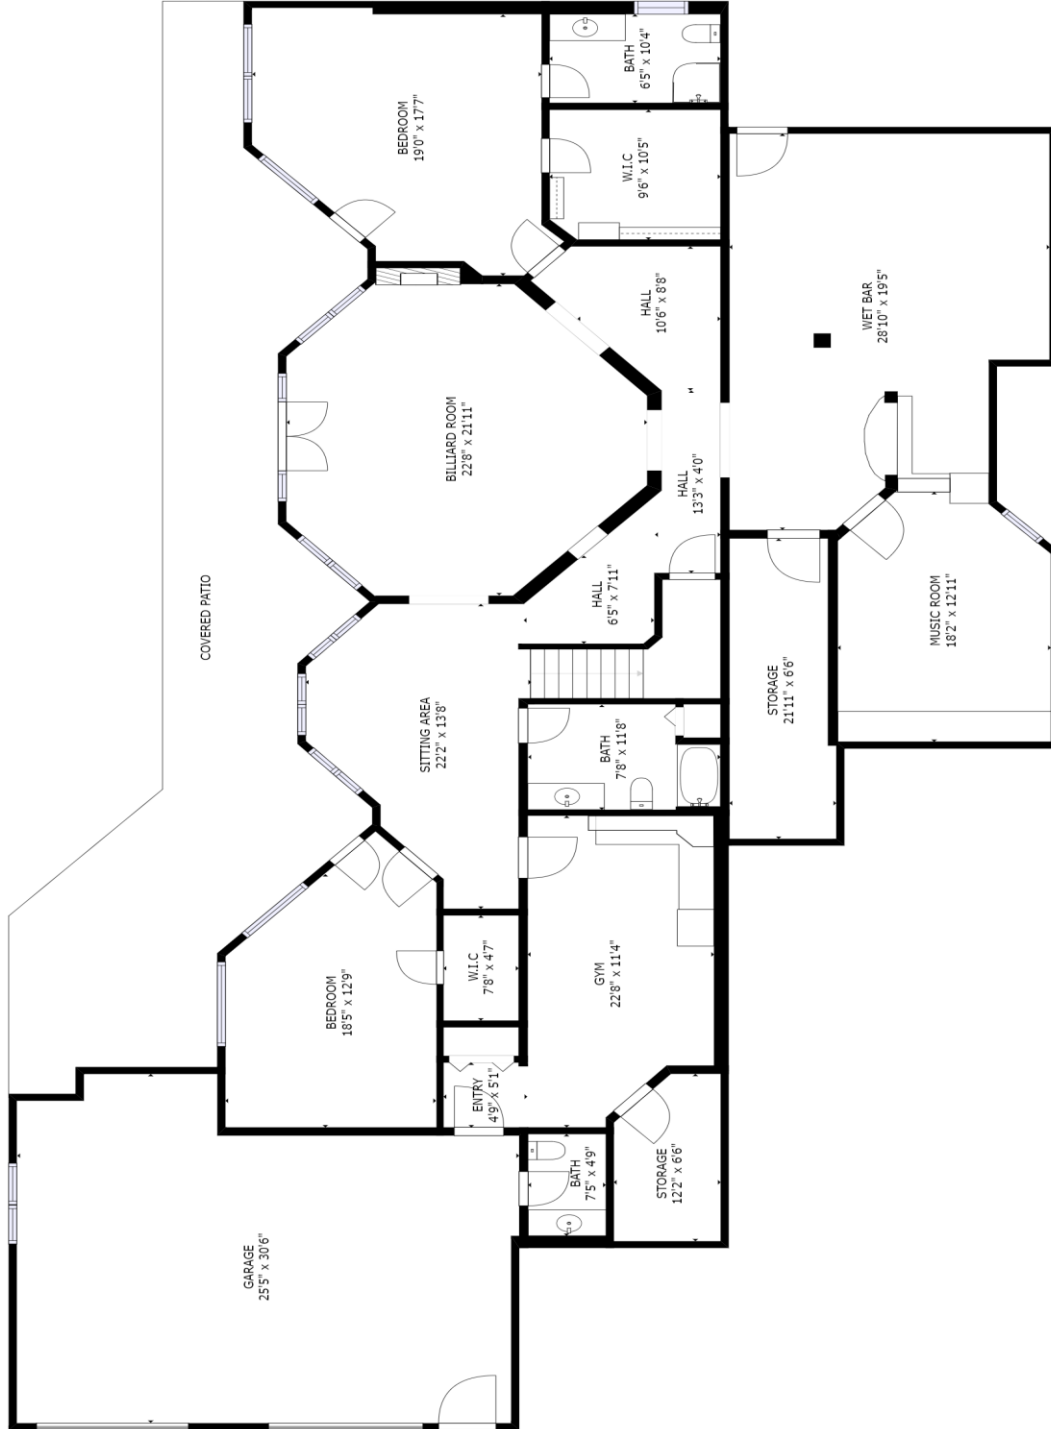 BATH
6'5" x 10'4"
BEDROOM
19'0" x 17'7"
W.I.C
9'6" x 10'5"
HALL
10'6" x 8'8"
WET BAR
28'10" x 19'5"
BILLIARD ROOM
22'8" x 21'11"
HALL
13'3" x 4'0"
HALL
6'5" x 7'11"
COVERED PATIO
MUSIC ROOM
18'2" x 12'11"
STORAGE
21'11" x 6'6"
SITTING AREA
22'2" x 13'8"
BATH
7'8" x 11'8"
W.I.C
7'8" x 4'7"
GYM
22'8" x 11'4"
BEDROOM
18'5" x 12'9"
ENTRY
4'9" x 5'1"
BATH
7'5" x 4'9"
STORAGE
12'2" x 6'6"
GARAGE
25'5" x 30'6"